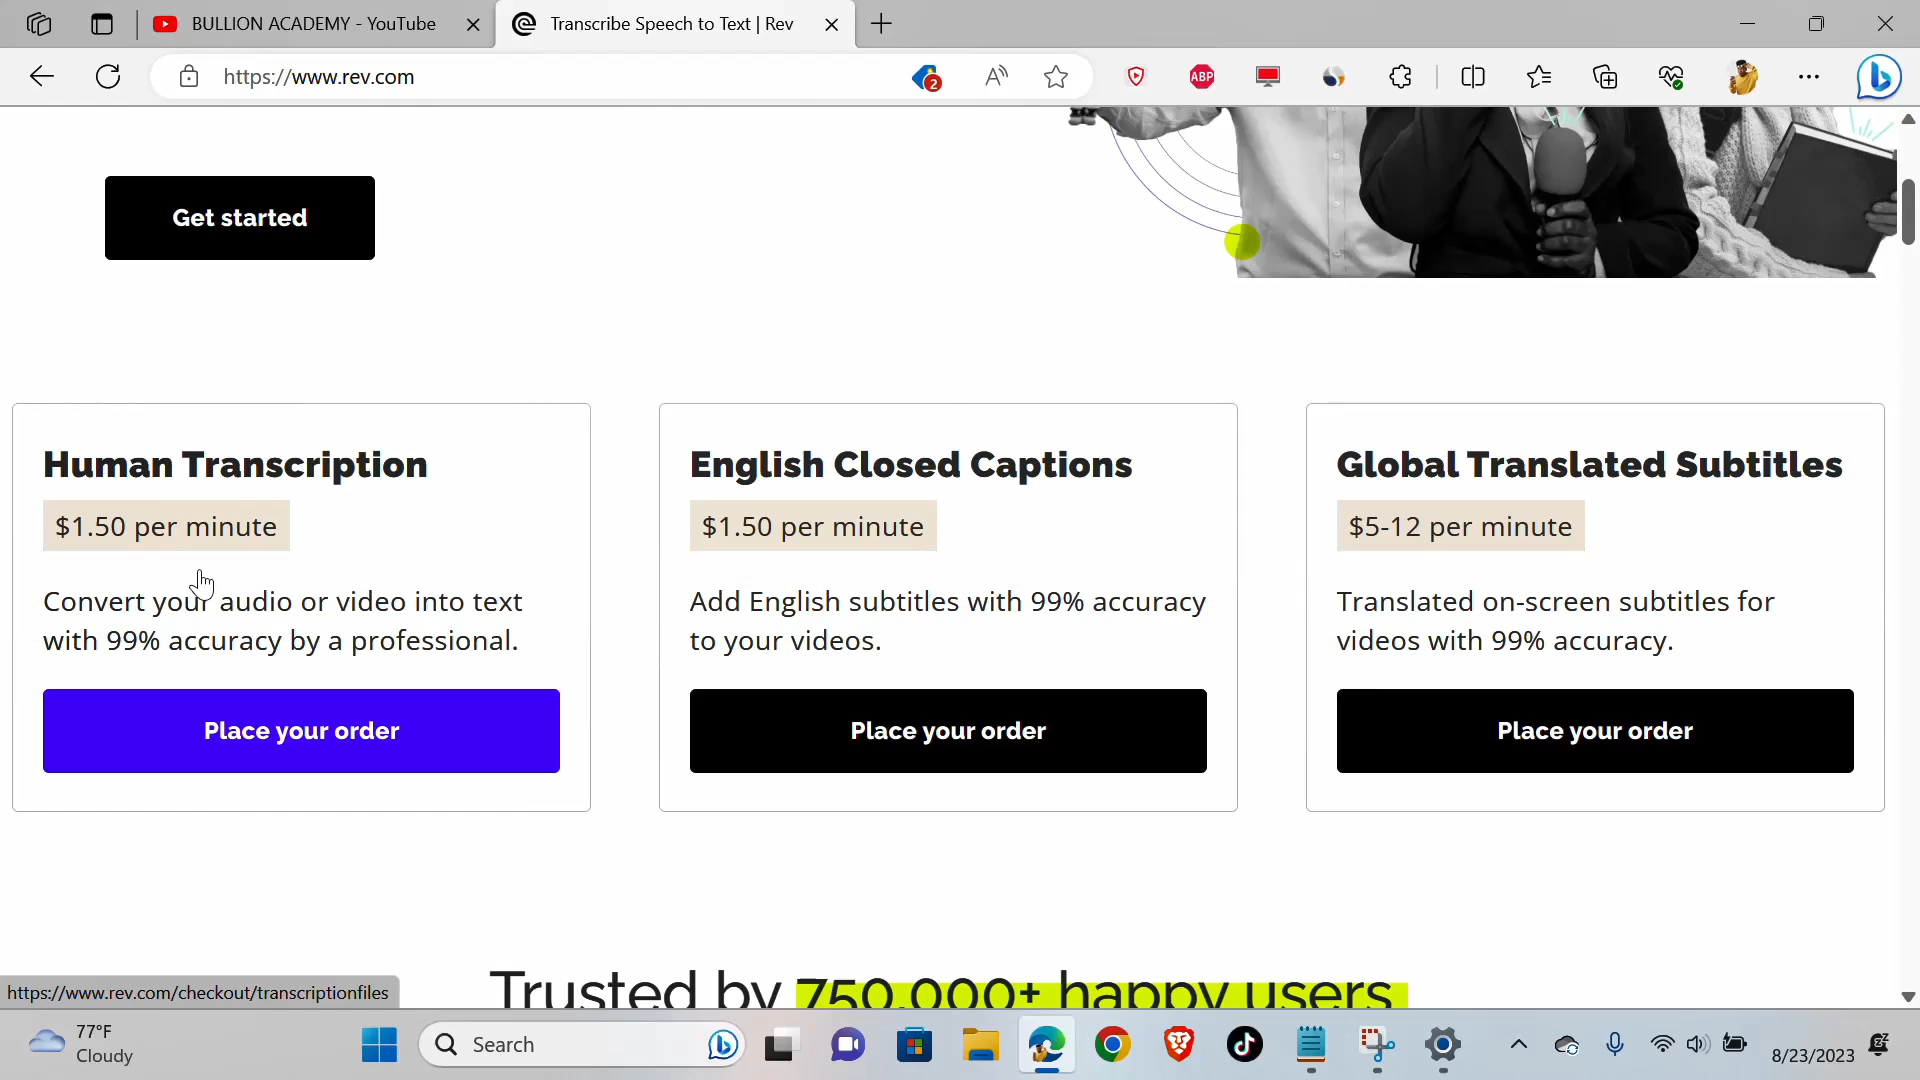 BULLION ACADEMY - YouTube
Transcribe Speech to Text | Rev
https://www.rev.com
2
A
ABP
b
Get started
Human Transcription
$1.50 per minute
Convert your audio or video into text
with 99% accuracy by a professional.
Place your order
English Closed Captions
$1.50 per minute
Add English subtitles with 99% accuracy
to your videos.
Place your order
Global Translated Subtitles
$5-12 per minute
Translated on-screen subtitles for
videos with 99% accuracy.
Place your order
Trusted by 750,000+ happy users
https://www.rev.com/checkout/transcriptionfiles
77°F
Cloudy
Search
8/23/2023